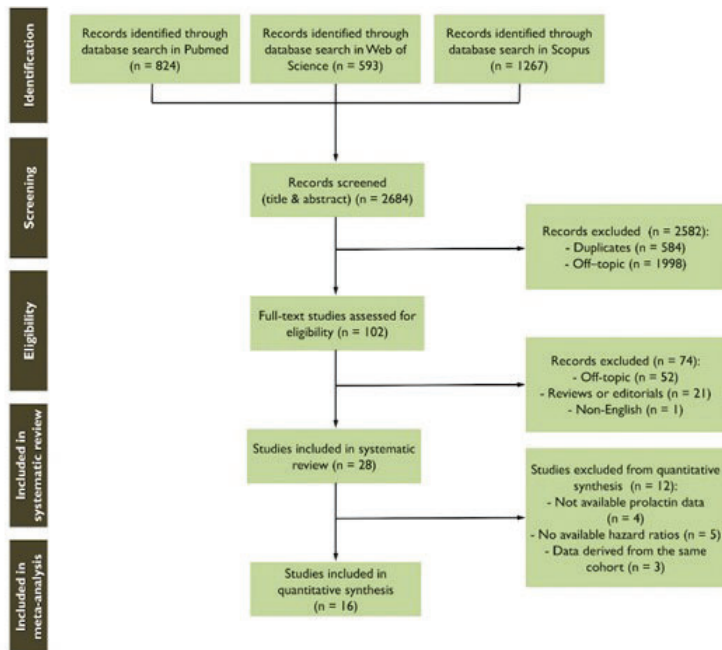 Identification
Records identified through
database search in Pubmed
(n = 824)
Records identified through
database search in Web of
Science (n = 593)
Records identified through
database search in Scopus
(n = 1267)
Screening
Records screened
(title & abstract) (n = 2684)
Records excluded (n = 2582):
- Duplicates (n = 584)
- Off–topic (n = 1998)
Eligibility
Full-text studies assessed for
eligibility (n = 102)
Records excluded (n = 74):
- Off-topic (n = 52)
- Reviews or editorials (n = 21)
- Non-English (n = 1)
Included in
systematic review
Studies included in systematic
review (n = 28)
Studies excluded from quantitative
synthesis (n = 12):
- Not available prolactin data
(n = 4)
- No available hazard ratios (n = 5)
- Data derived from the same
cohort (n = 3)
Included in
meta-analysis
Studies included in
quantitative synthesis
(n = 16)